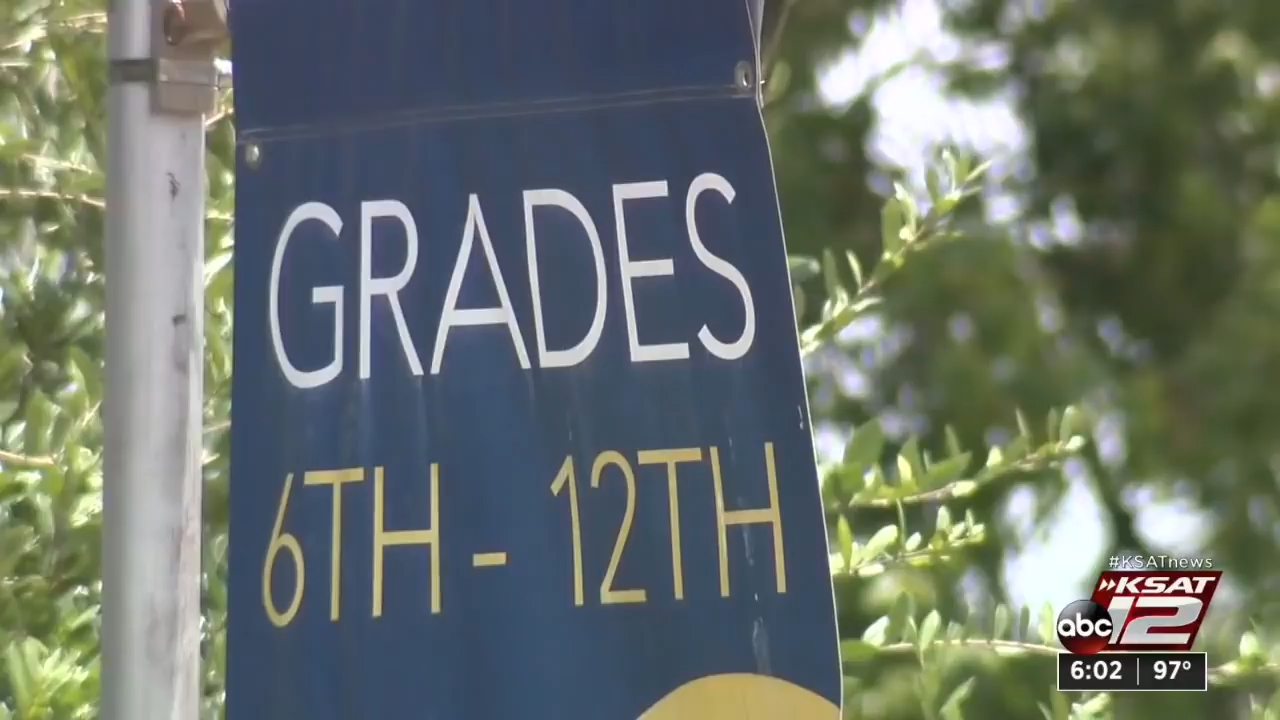 GRADES
6TH - 12TH
#KSATnews
KSAT
abc 12
6:02 | 97°